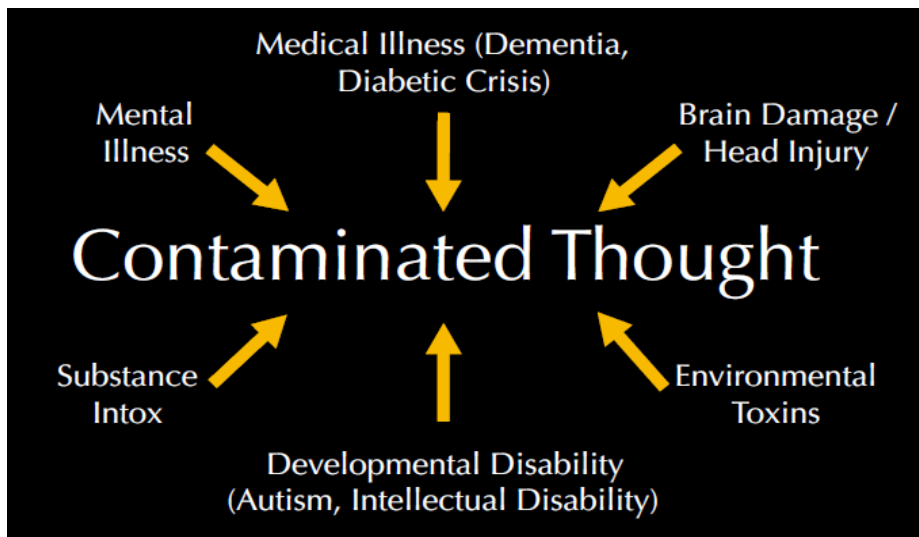 Medical Illness (Dementia,
Diabetic Crisis)
Mental
Illness
Brain Damage /
Head Injury
Contaminated Thought
Substance
Intox
Environmental
Toxins
Developmental Disability
(Autism, Intellectual Disability)